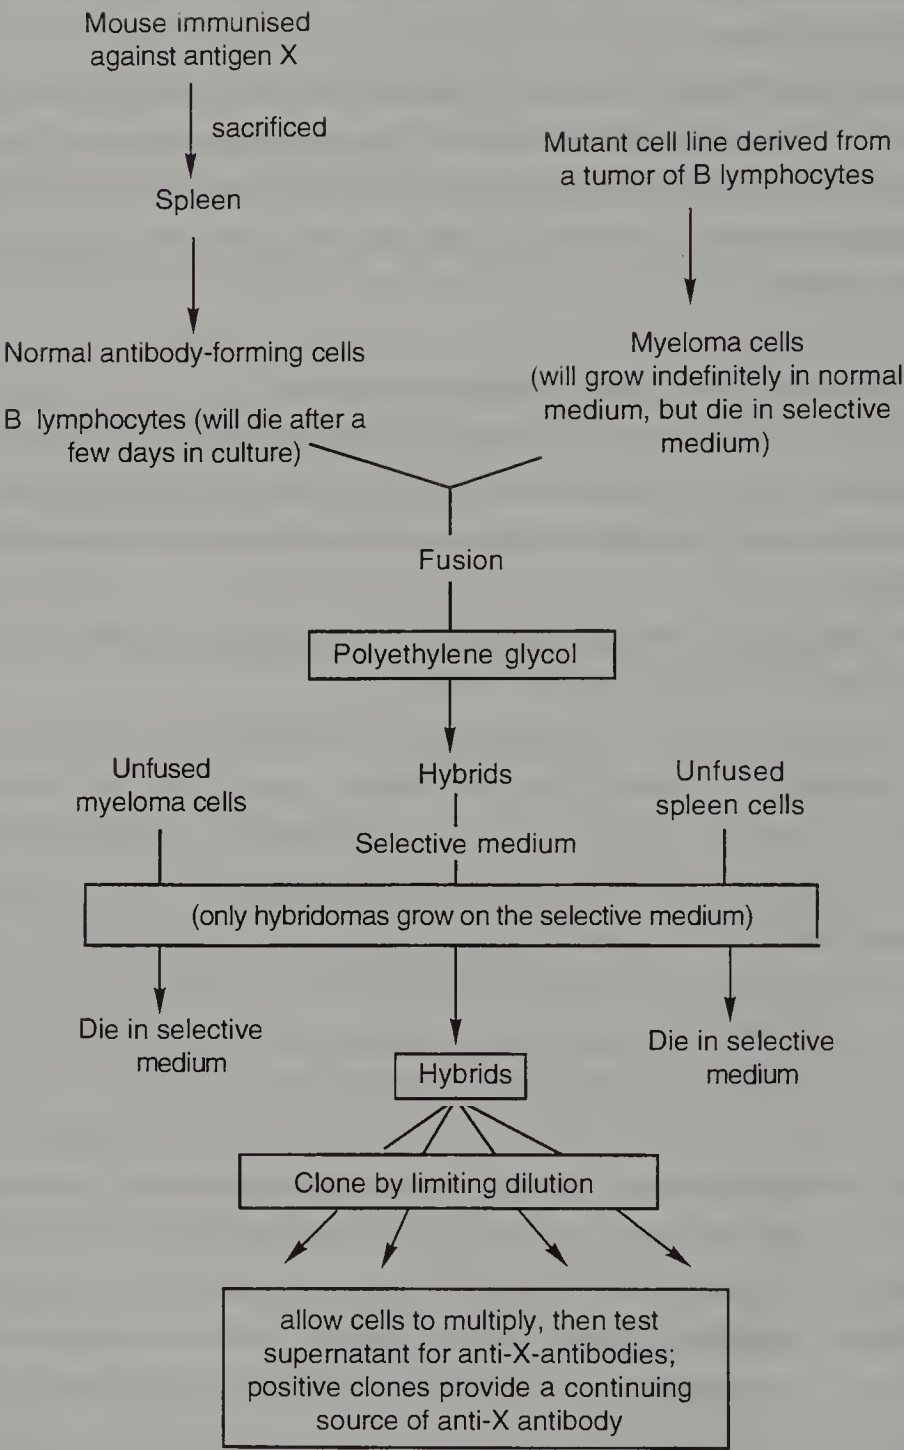 Mouse immunised
against antigen X
sacrificed
Spleen
Normal antibody-forming cells
B lymphocytes (will die after a
few days in culture)
Mutant cell line derived from
a tumor of B lymphocytes
Myeloma cells
(will grow indefinitely in normal
medium, but die in selective
medium)
Fusion
Polyethylene glycol
Unfused
myeloma cells
Hybrids
Unfused
spleen cells
Selective medium
(only hybridomas grow on the selective medium)
Die in selective
medium
Hybrids
Die in selective
medium
Clone by limiting dilution
allow cells to multiply, then test
supernatant for anti-X-antibodies;
positive clones provide a continuing
source of anti-X antibody